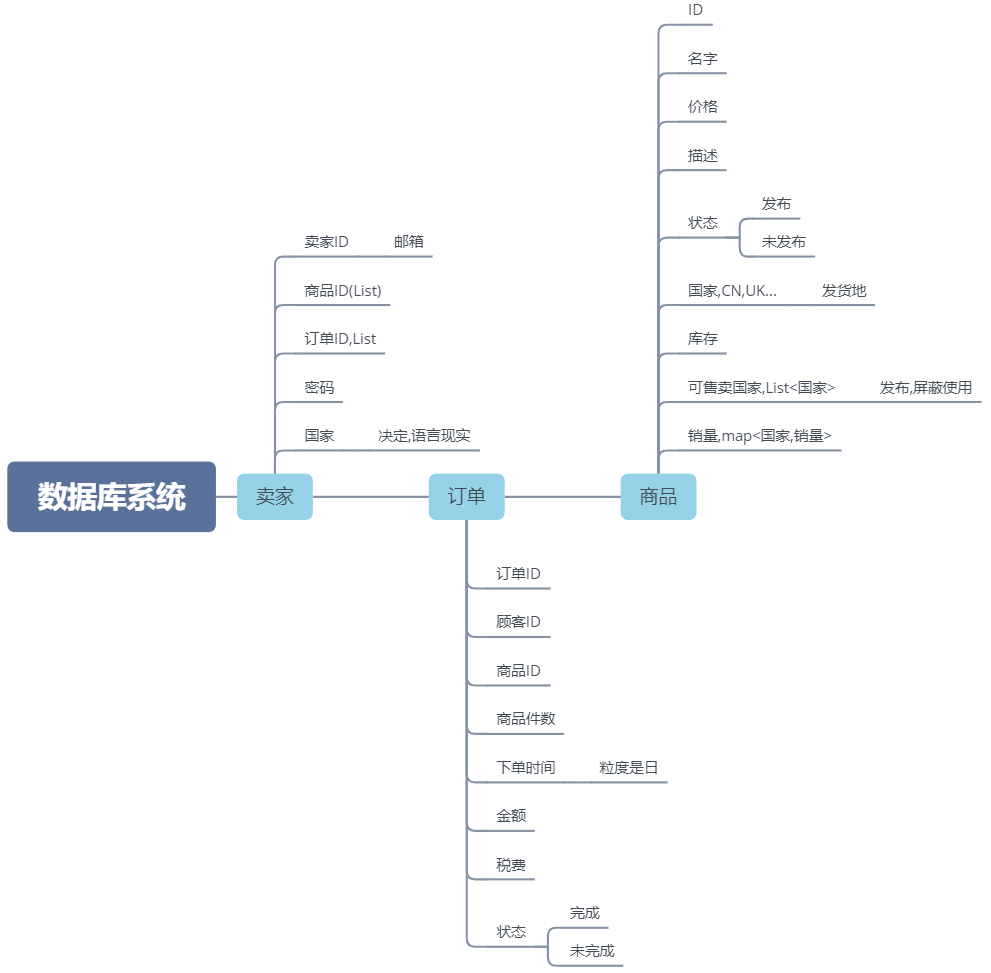 数据库系统
卖家
卖家ID
邮箱
商品ID(List)
订单ID,List
密码
国家
决定,语言现实
订单
订单ID
顾客ID
商品ID
商品件数
下单时间
粒度是日
金额
税费
状态
完成
未完成
商品
ID
名字
价格
描述
状态
发布
未发布
国家,CN,UK...
发货地
库存
可售卖国家,List<国家>
发布,屏蔽使用
销量,map<国家,销量>